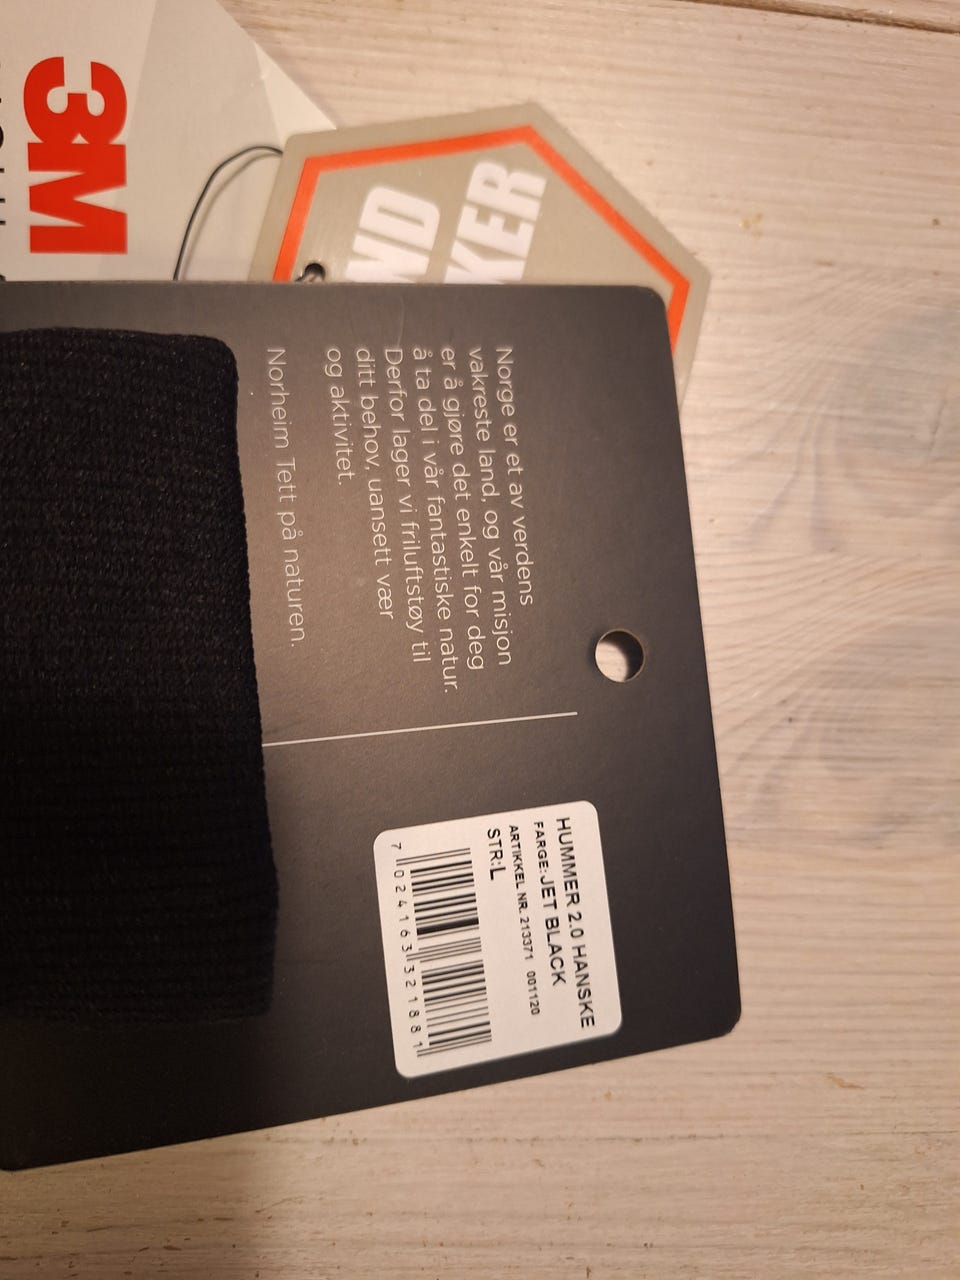 3M
Norge er et av verdens
vakreste land, og vår misjon
er å gjøre det enkelt for deg
å ta del i vår fantastiske natur.
Derfor lager vi friluftstøy til
ditt behov, uansett vær
og aktivitet.
Norheim Tett på naturen.
HUMMER 2.0 HANSKE
FARGE: JET BLACK
ARTIKKEL NR. 213371 001120
STR:L
7 024163 321881